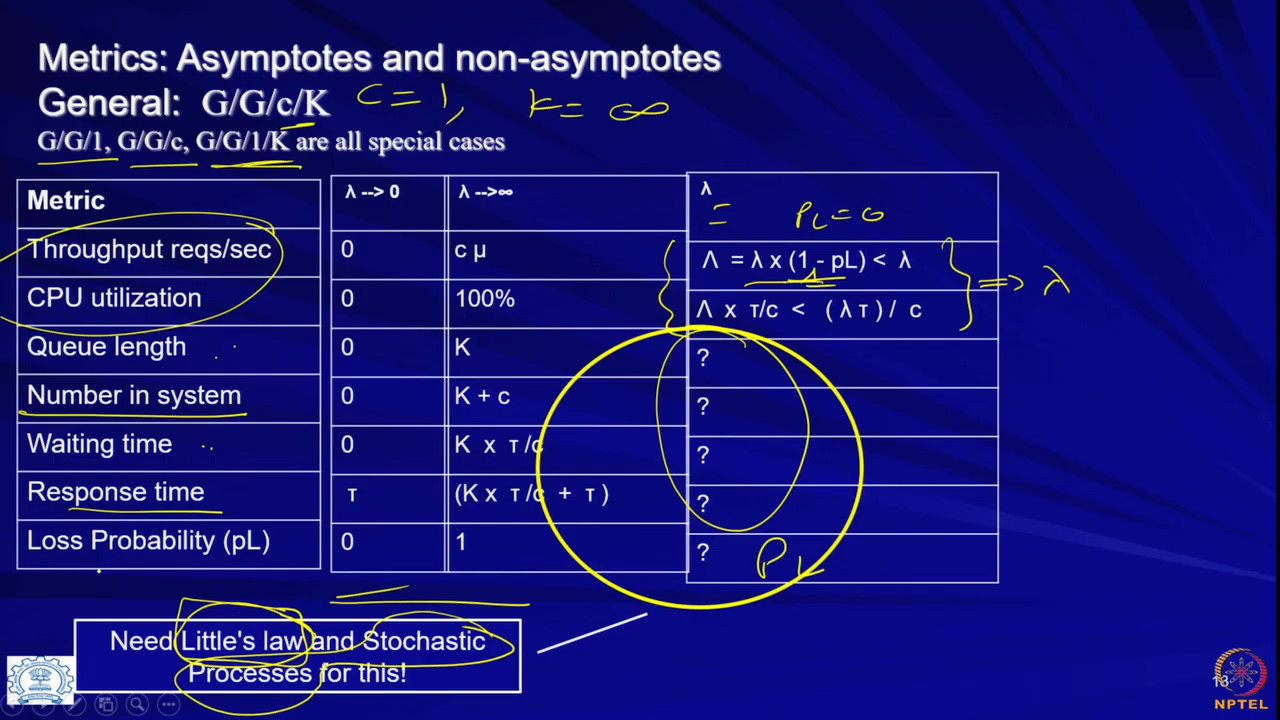 Metrics: Asymptotes and non-asymptotes
General: G/G/c/K c = 1, K = ∞
G/G/1, G/G/c, G/G/1/K are all special cases
Metric λ --> 0 λ -->∞ λ
= PL = 0
Throughput reqs/sec 0 c μ Λ = λ x (1 - pL) < λ
CPU utilization 0 100% Λ x τ/c < ( λ τ ) / c => λ
Queue length 0 K ?
Number in system 0 K + c ?
Waiting time 0 K x τ /c ?
Response time τ (K x τ /c + τ ) ?
Loss Probability (pL) 0 1 ? PL
Need Little's law and Stochastic
Processes for this!
13
NPTEL